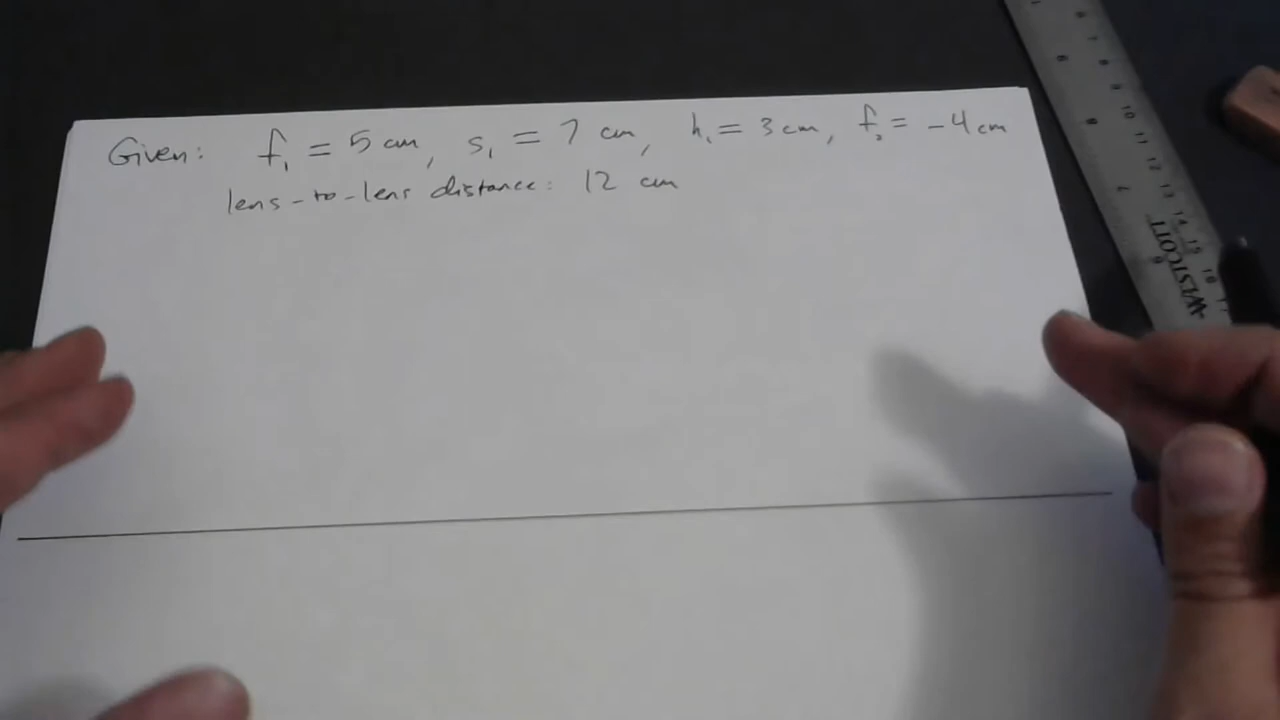 Given: f₁ = 5 cm, s₁ = 7 cm, h₁ = 3 cm, f₂ = -4 cm
lens-to-lens distance: 12 cm
WESTCOTT